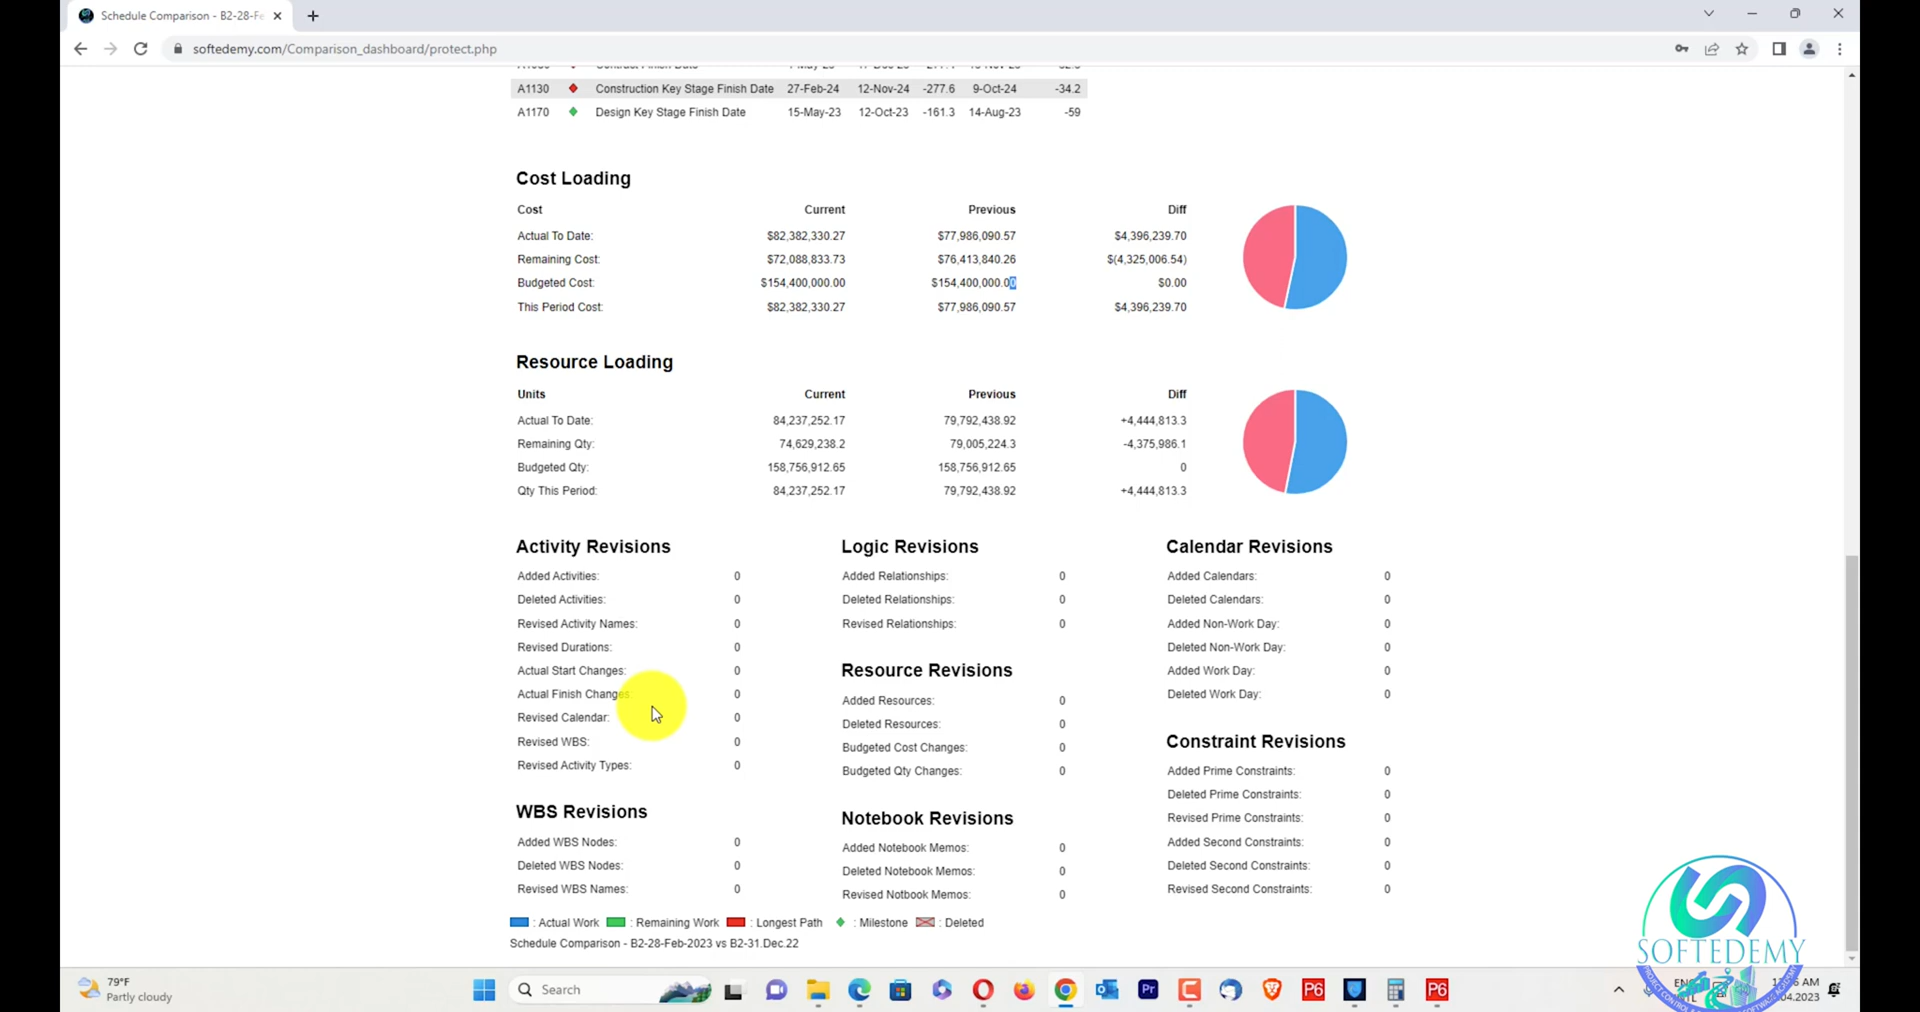 Schedule Comparison - B2-28-Fe
softedemy.com/Comparison_dashboard/protect.php
A1130 Construction Key Stage Finish Date 27-Feb-24 12-Nov-24 -277.6 9-Oct-24 -34.2
A1170 Design Key Stage Finish Date 15-May-23 12-Oct-23 -161.3 14-Aug-23 -59
Cost Loading
Cost Current Previous Diff
Actual To Date: $82,382,330.27 $77,986,090.57 $4,396,239.70
Remaining Cost: $72,088,833.73 $76,413,840.26 $(4,325,006.54)
Budgeted Cost: $154,400,000.00 $154,400,000.00 $0.00
This Period Cost: $82,382,330.27 $77,986,090.57 $4,396,239.70
Resource Loading
Units Current Previous Diff
Actual To Date: 84,237,252.17 79,792,438.92 +4,444,813.3
Remaining Qty: 74,629,238.2 79,005,224.3 -4,375,986.1
Budgeted Qty: 158,756,912.65 158,756,912.65 0
Qty This Period: 84,237,252.17 79,792,438.92 +4,444,813.3
Activity Revisions
Added Activities: 0
Deleted Activities: 0
Revised Activity Names: 0
Revised Durations: 0
Actual Start Changes: 0
Actual Finish Changes: 0
Revised Calendar: 0
Revised WBS: 0
Revised Activity Types: 0
WBS Revisions
Added WBS Nodes: 0
Deleted WBS Nodes: 0
Revised WBS Names: 0
Logic Revisions
Added Relationships: 0
Deleted Relationships: 0
Revised Relationships: 0
Resource Revisions
Added Resources: 0
Deleted Resources: 0
Budgeted Cost Changes: 0
Budgeted Qty Changes: 0
Notebook Revisions
Added Notebook Memos: 0
Deleted Notebook Memos: 0
Revised Notbook Memos: 0
Calendar Revisions
Added Calendars: 0
Deleted Calendars: 0
Added Non-Work Day: 0
Deleted Non-Work Day: 0
Added Work Day: 0
Deleted Work Day: 0
Constraint Revisions
Added Prime Constraints: 0
Deleted Prime Constraints: 0
Revised Prime Constraints: 0
Added Second Constraints: 0
Deleted Second Constraints: 0
Revised Second Constraints: 0
: Actual Work : Remaining Work : Longest Path : Milestone : Deleted
Schedule Comparison - B2-28-Feb-2023 vs B2-31.Dec.22
SOFTEDEMY
79°F
Partly cloudy
Search
Pr
P6
P6
AM
.04.2023